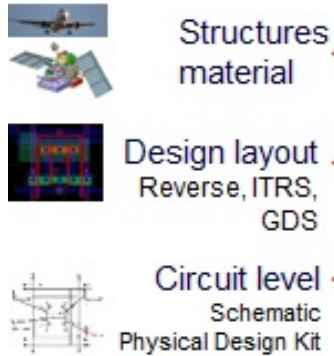 Structures
material
Design layout
Reverse, ITRS,
GDS
Circuit level
Schematic
Physical Design Kit